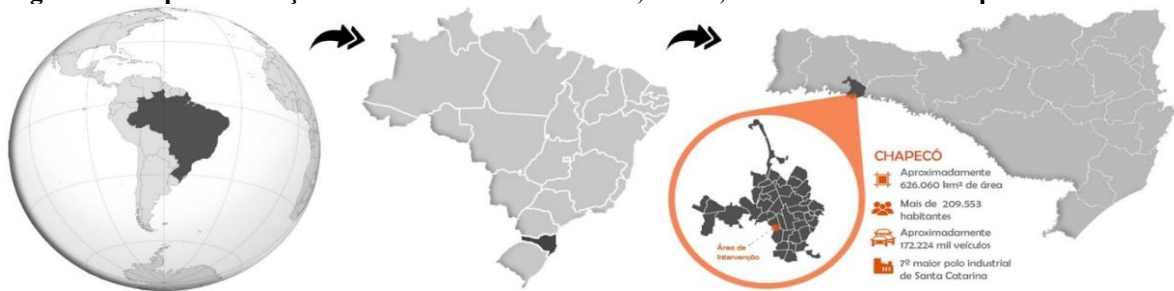 CHAPECÓ
Aproximadamente
626.060 km² de área
Mais de 209.553
habitantes
Aproximadamente
172.224 mil veículos
7º maior polo industrial
de Santa Catarina
Área de
Intervenção